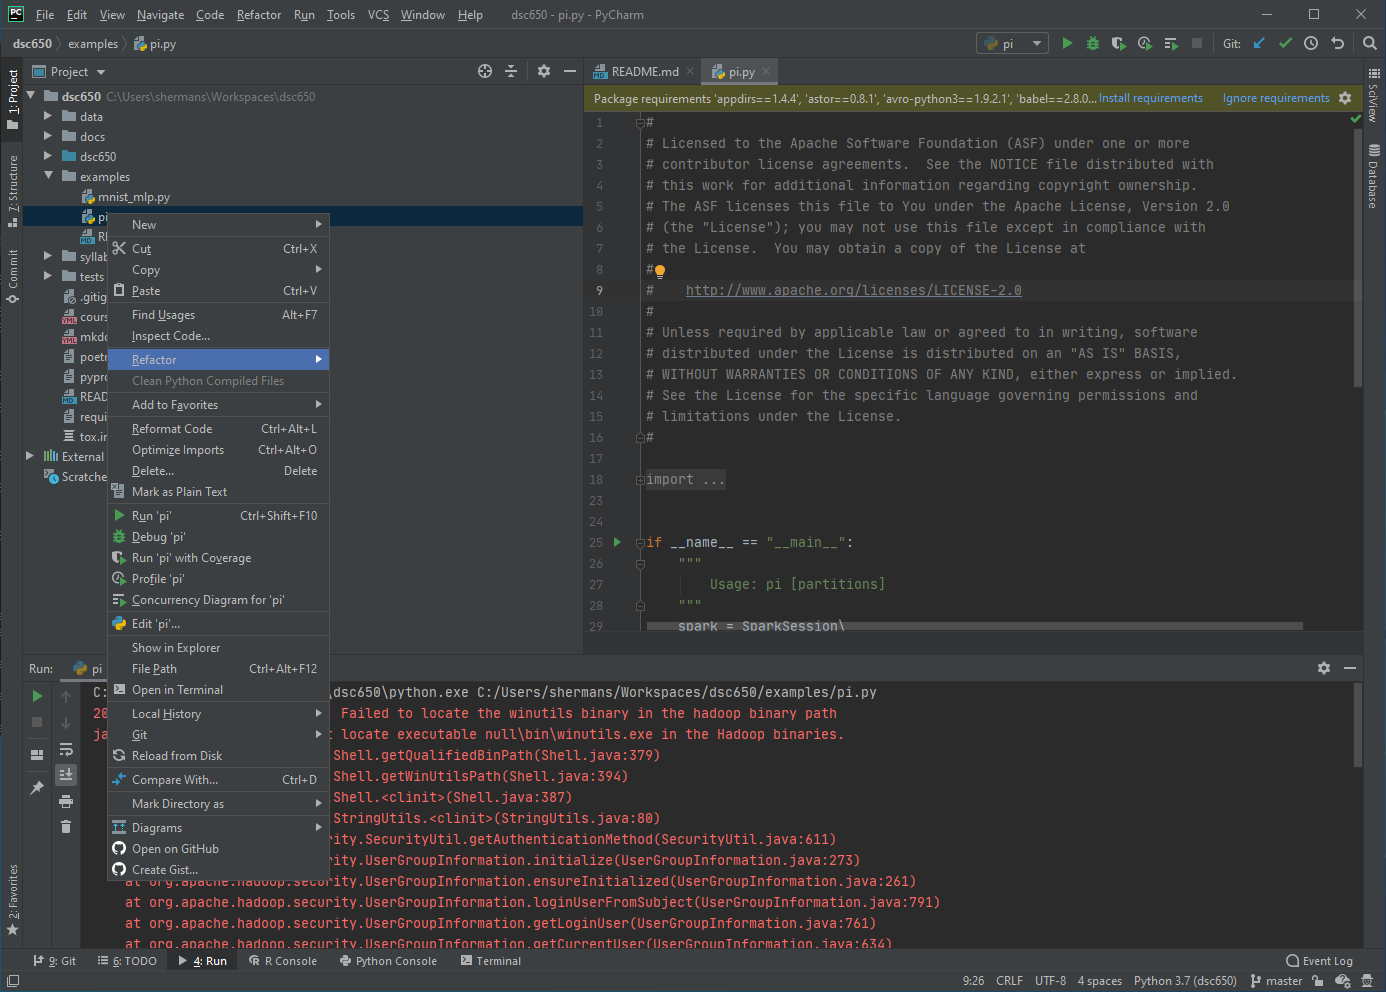 PC File Edit View Navigate Code Refactor Run Tools VCS Window Help dsc650 - pi.py - PyCharm
dsc650 examples pi.py
pi Git:
1: Project
7: Structure
Commit
2: Favorites
Project
dsc650 C:\Users\shermans\Workspaces\dsc650
data
docs
dsc650
examples
mnist_mlp.py
pi
syllab
tests
.gitig
cours
mkdo
poetr
pypro
READ
requi
tox.in
External
Scratche
New
Cut Ctrl+X
Copy
Paste Ctrl+V
Find Usages Alt+F7
Inspect Code...
Refactor
Clean Python Compiled Files
Add to Favorites
Reformat Code Ctrl+Alt+L
Optimize Imports Ctrl+Alt+O
Delete... Delete
Mark as Plain Text
Run 'pi' Ctrl+Shift+F10
Debug 'pi'
Run 'pi' with Coverage
Profile 'pi'
Concurrency Diagram for 'pi'
Edit 'pi'...
Show in Explorer
File Path Ctrl+Alt+F12
Open in Terminal
Local History
Git
Reload from Disk
Compare With... Ctrl+D
Mark Directory as
Diagrams
Open on GitHub
Create Gist...
README.md pi.py
Package requirements 'appdirs==1.4.4', 'astor==0.8.1', 'avro-python3==1.9.2.1', 'babel==2.8.0... Install requirements Ignore requirements
1 #
2 # Licensed to the Apache Software Foundation (ASF) under one or more
3 # contributor license agreements.  See the NOTICE file distributed with
4 # this work for additional information regarding copyright ownership.
5 # The ASF licenses this file to You under the Apache License, Version 2.0
6 # (the "License"); you may not use this file except in compliance with
7 # the License.  You may obtain a copy of the License at
8 #
9 #    http://www.apache.org/licenses/LICENSE-2.0
10 #
11 # Unless required by applicable law or agreed to in writing, software
12 # distributed under the License is distributed on an "AS IS" BASIS,
13 # WITHOUT WARRANTIES OR CONDITIONS OF ANY KIND, either express or implied.
14 # See the License for the specific language governing permissions and
15 # limitations under the License.
16 #
17
18 import ...
23
24
25 if __name__ == "__main__":
26 """
27 Usage: pi [partitions]
28 """
29 spark = SparkSession\
SciView
Database
Run: pi
C: \dsc650\python.exe C:/Users/shermans/Workspaces/dsc650/examples/pi.py
20 Failed to locate the winutils binary in the hadoop binary path
ja t locate executable null\bin\winutils.exe in the Hadoop binaries.
Shell.getQualifiedBinPath(Shell.java:379)
Shell.getWinUtilsPath(Shell.java:394)
Shell.<clinit>(Shell.java:387)
StringUtils.<clinit>(StringUtils.java:80)
rity.SecurityUtil.getAuthenticationMethod(SecurityUtil.java:611)
rity.UserGroupInformation.initialize(UserGroupInformation.java:273)
at org.apache.hadoop.security.UserGroupInformation.ensureInitialized(UserGroupInformation.java:261)
at org.apache.hadoop.security.UserGroupInformation.loginUserFromSubject(UserGroupInformation.java:791)
at org.apache.hadoop.security.UserGroupInformation.getLoginUser(UserGroupInformation.java:761)
at org.apache.hadoop.security.UserGroupInformation.getCurrentUser(UserGroupInformation.java:634)
9: Git 6: TODO 4: Run R Console Python Console Terminal Event Log
9:26 CRLF UTF-8 4 spaces Python 3.7 (dsc650) master